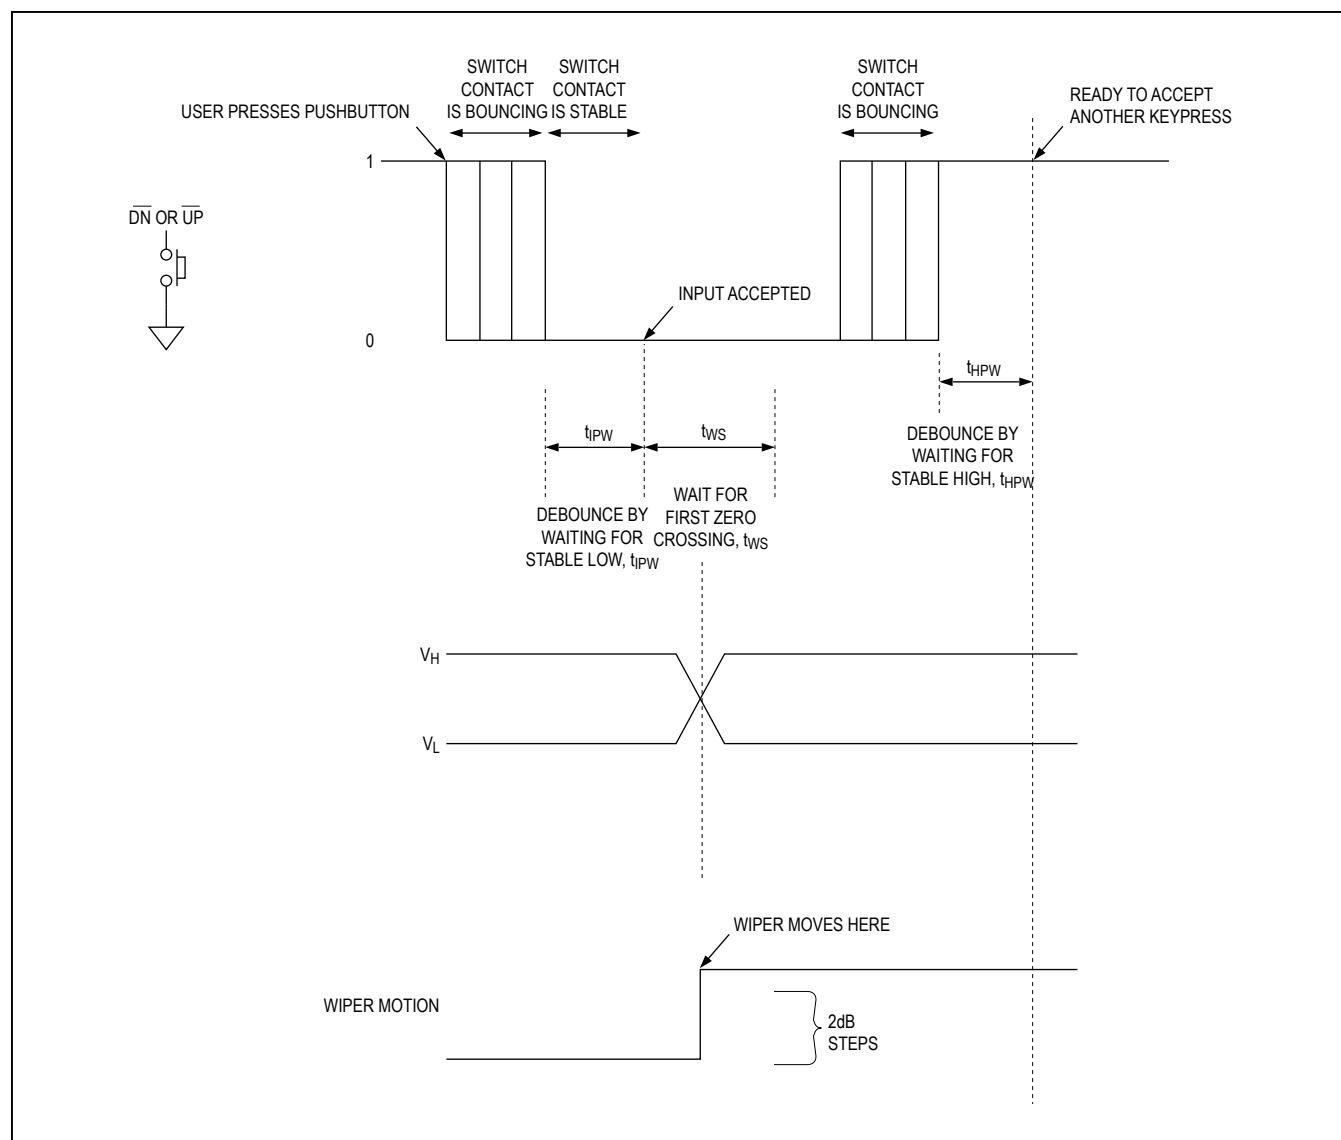 SWITCH
CONTACT
IS BOUNCING
SWITCH
CONTACT
IS STABLE
SWITCH
CONTACT
IS BOUNCING
USER PRESSES PUSHBUTTON
READY TO ACCEPT
ANOTHER KEYPRESS
1
DN OR UP
INPUT ACCEPTED
0
tHPW
tIPW
tWS
DEBOUNCE BY
WAITING FOR
STABLE HIGH, tHPW
WAIT FOR
FIRST ZERO
CROSSING, tWS
DEBOUNCE BY
WAITING FOR
STABLE LOW, tIPW
VH
VL
WIPER MOVES HERE
WIPER MOTION
2dB
STEPS